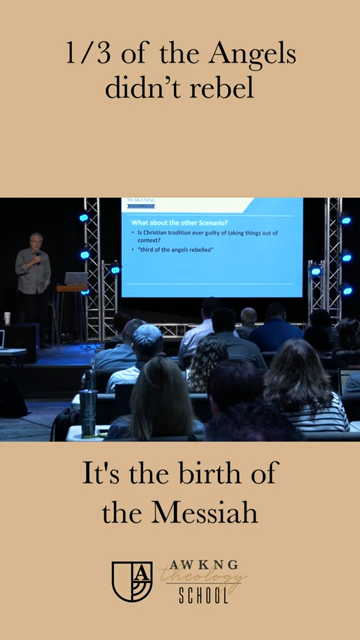 1/3 of the Angels
didn’t rebel
AWAKENING
What about the other Scenario?
• Is Christian tradition ever guilty of taking things out of
context?
• "third of the angels rebelled"
It's the birth of
the Messiah
AWKNG
theology
SCHOOL